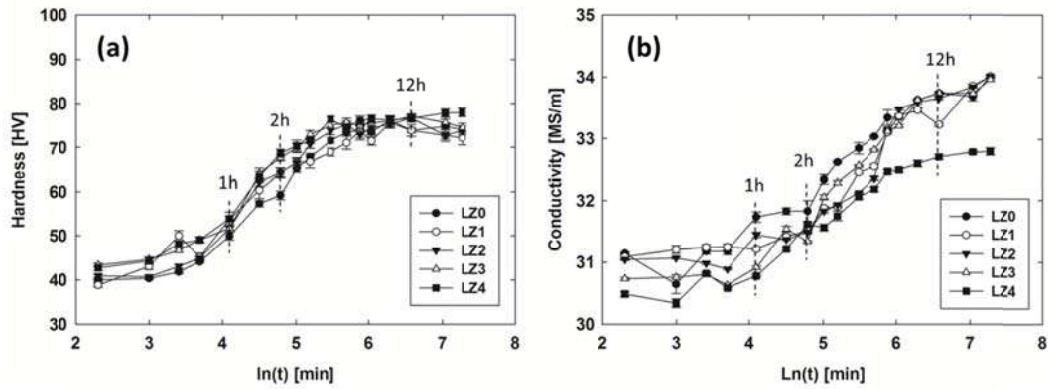 (a)
Hardness [HV]
100
90
80
70
60
50
40
30
1h
2h
12h
LZ0
LZ1
LZ2
LZ3
LZ4
2 3 4 5 6 7 8
ln(t) [min]
(b)
Conductivity [MS/m]
35
34
33
32
31
30
1h
2h
12h
LZ0
LZ1
LZ2
LZ3
LZ4
2 3 4 5 6 7 8
Ln(t) [min]